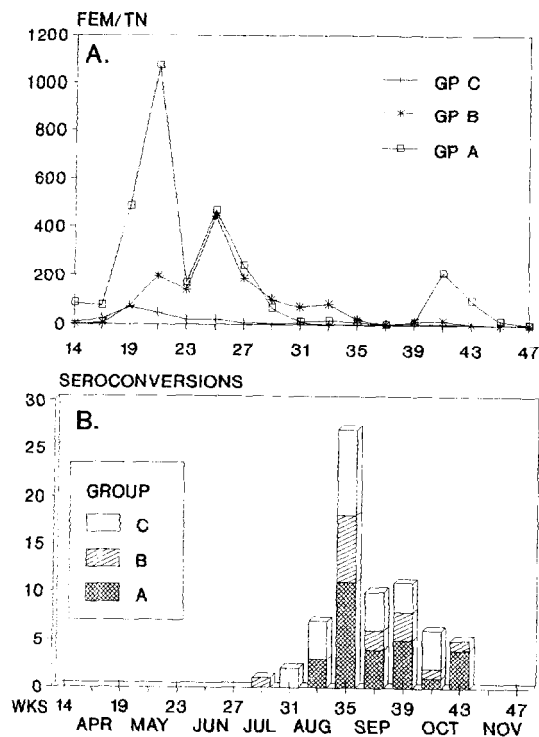 FEM/TN
1200
A.
1000
800
600
400
200
0
GP C
GP B
GP A
14 19 23 27 31 35 39 43 47
SEROCONVERSIONS
30
B.
25
20
15
10
5
0
GROUP
C
B
A
WKS 14 19 23 27 31 35 39 43 47
APR MAY JUN JUL AUG SEP OCT NOV